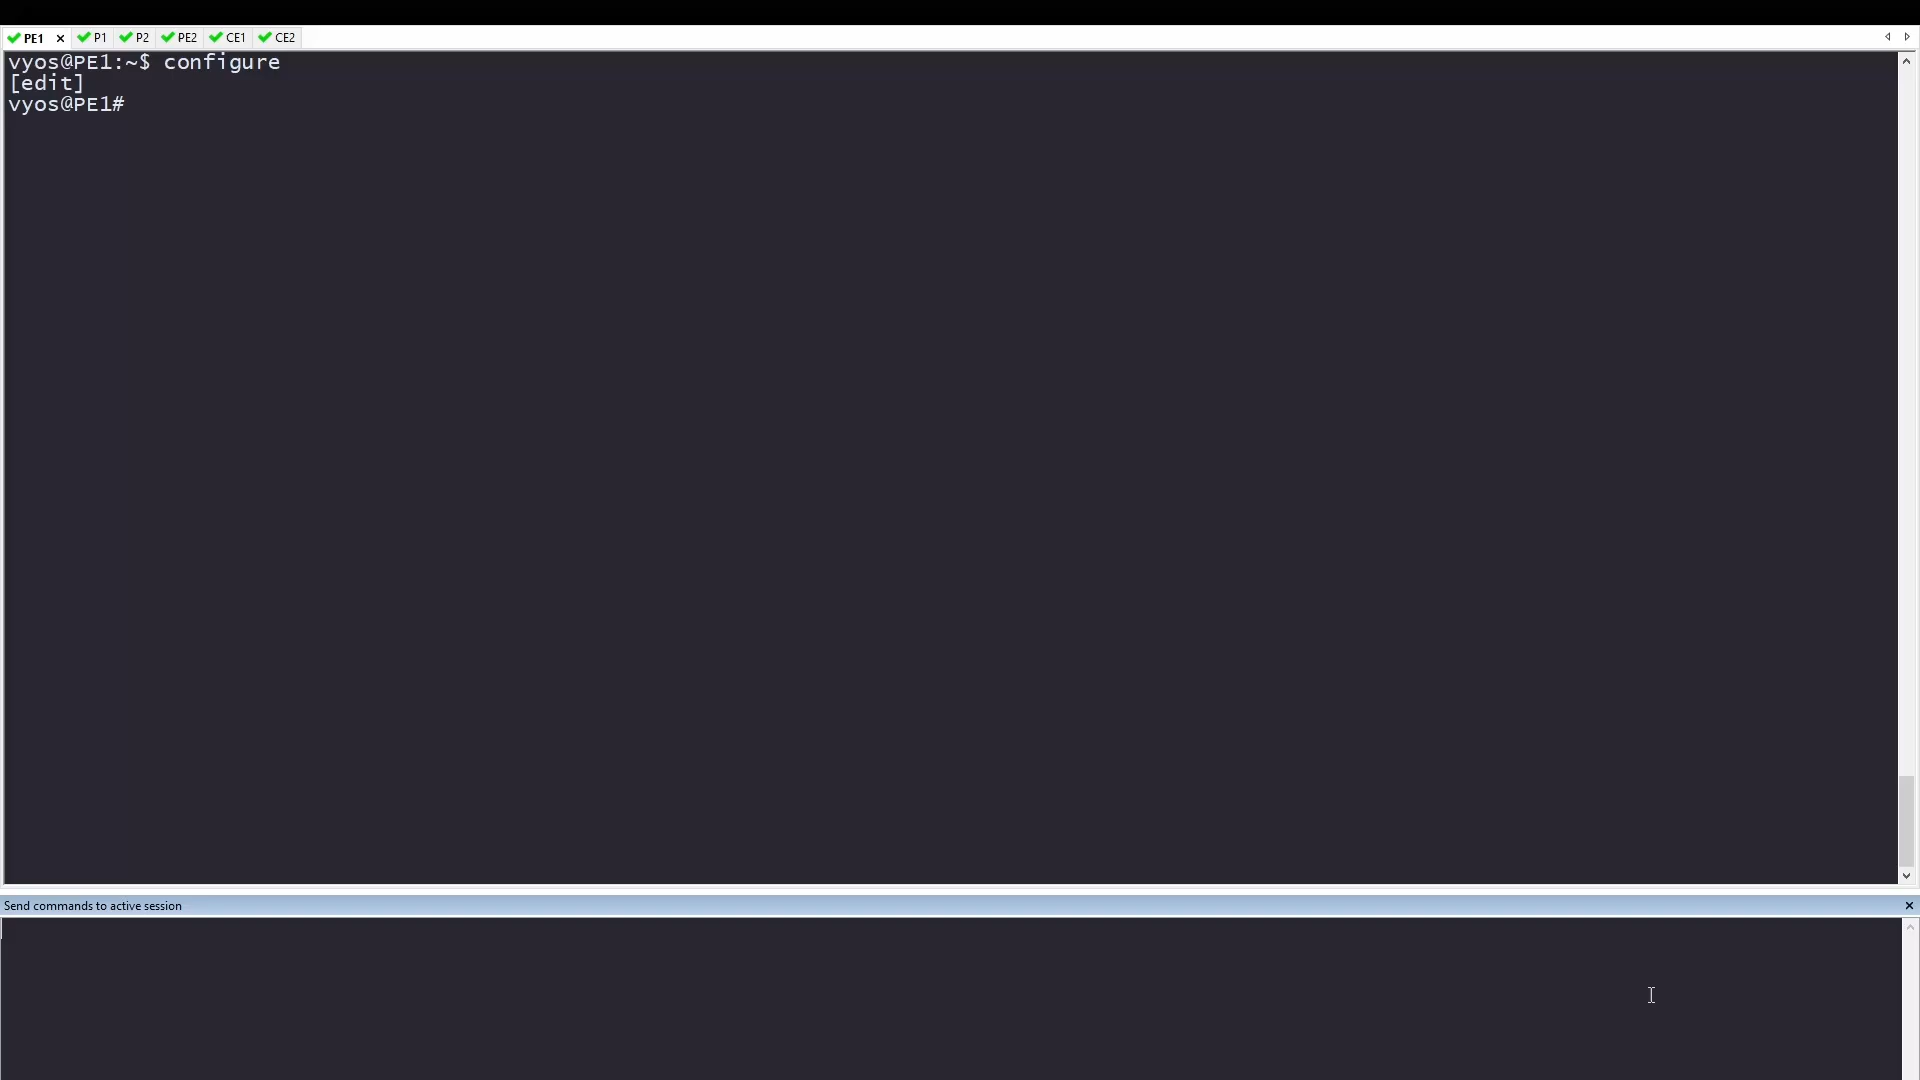 PE1 P1 P2 PE2 CE1 CE2
vyos@PE1:~$ configure
[edit]
vyos@PE1#
Send commands to active session